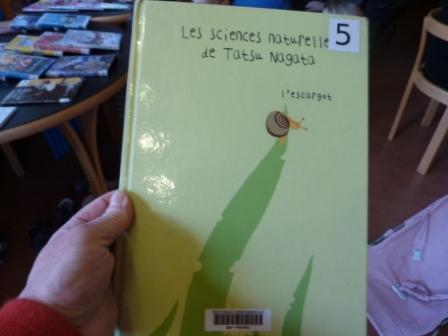 Les sciences naturelle
5
de Tatsu Nagata
l'escargot